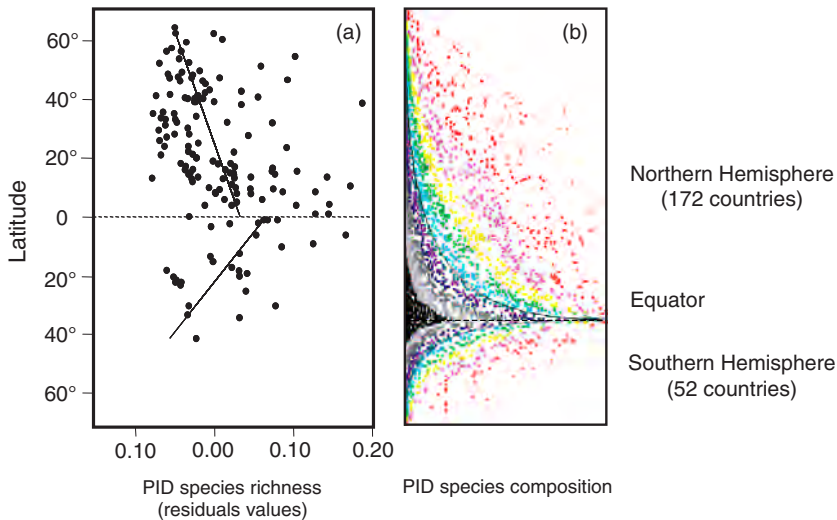 (a)
(b)
60°
40°
20°
0
20°
40°
60°
Latitude
0.10
0.00
0.10
0.20
PID species richness
(residuals values)
PID species composition
Northern Hemisphere
(172 countries)
Equator
Southern Hemisphere
(52 countries)